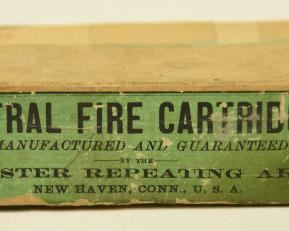 TRAL FIRE CARTRID
MANUFACTURED AND GUARANTEED
BY THE
STER REPEATING AR
NEW HAVEN, CONN., U. S. A.